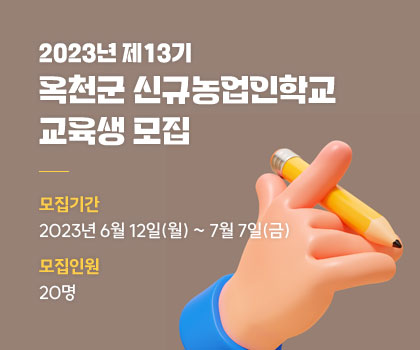 2023년 제13기
옥천군 신규농업인학교
교육생 모집
모집기간
2023년 6월 12일(월) ~ 7월 7일(금)
모집인원
20명